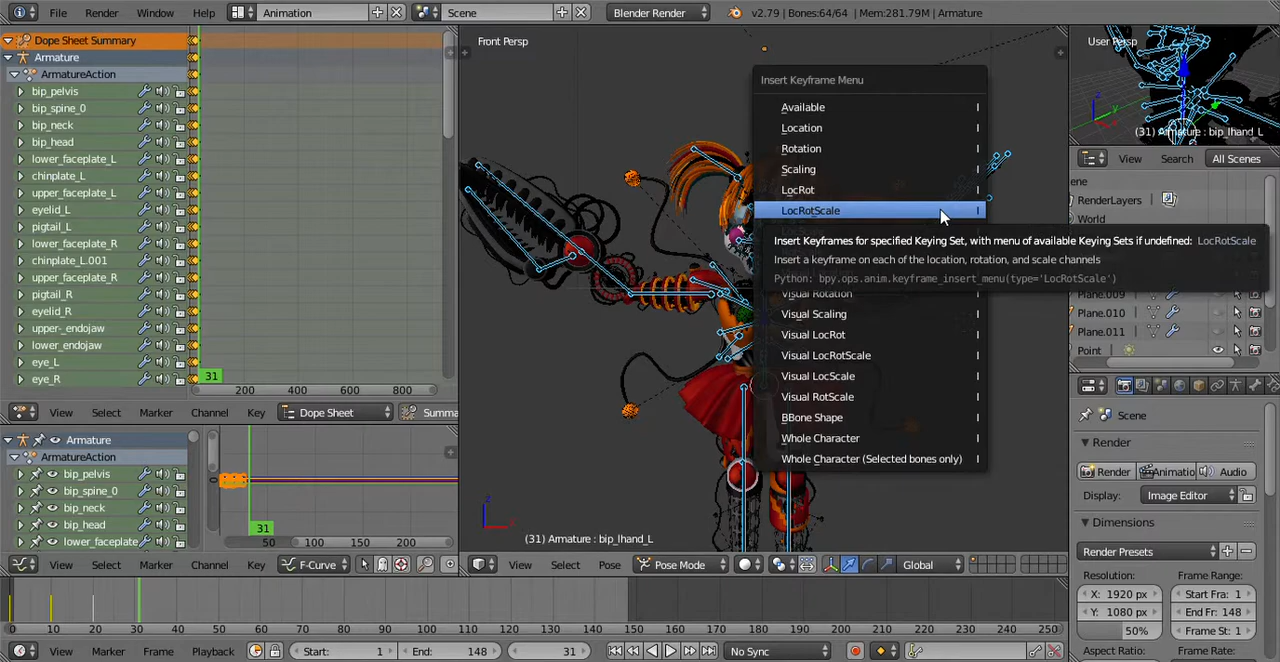 File Render Window Help Animation Scene Blender Render v2.79 | Bones:64/64 | Mem:281.79M | Armature
Dope Sheet Summary
Armature
ArmatureAction
bip_pelvis
bip_spine_0
bip_neck
bip_head
lower_faceplate_L
chinplate_L
upper_faceplate_L
eyelid_L
pigtail_L
lower_faceplate_R
chinplate_L.001
upper_faceplate_R
pigtail_R
eyelid_R
upper-_endojaw
lower_endojaw
eye_L
eye_R
31
200 400 600 800
View Select Marker Channel Key Dope Sheet Summa
Armature
ArmatureAction
bip_pelvis
bip_spine_0
bip_neck
bip_head
lower_faceplate
0
31
50 100 150 200
View Select Marker Channel Key F-Curve
Front Persp
Insert Keyframe Menu
Available I
Location I
Rotation I
Scaling I
LocRot I
LocRotScale I
Insert Keyframes for specified Keying Set, with menu of available Keying Sets if undefined: LocRotScale
Insert a keyframe on each of the location, rotation, and scale channels
Python: bpy.ops.anim.keyframe_insert_menu(type='LocRotScale')
Visual Rotation I
Visual Scaling I
Visual LocRot I
Visual LocRotScale I
Visual LocScale I
Visual RotScale I
BBone Shape I
Whole Character I
Whole Character (Selected bones only) I
z
x
(31) Armature : bip_lhand_L
View Select Pose Pose Mode Global
User Persp
z
y
x
(31) Armature : bip_lhand L
View Search All Scenes
ene
RenderLayers
World
Plane.009
Plane.010
Plane.011
Point
Scene
Render
Render Animatio Audio
Display: Image Editor
Dimensions
Render Presets
Resolution: Frame Range:
X: 1920 px Start Fra: 1
Y: 1080 px End Fr: 148
50% Frame St: 1
Aspect Ratio: Frame Rate:
0 10 20 30 40 50 60 70 80 90 100 110 120 130 140 150 160 170 180 190 200 210 220 230 240 250
View Marker Frame Playback Start: 1 End: 148 31 No Sync